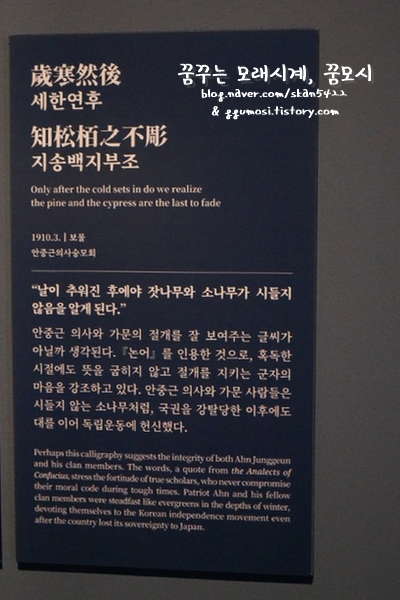 꿈꾸는 모래시계, 꿈모시
blog.naver.com/skan5422
& ggumosi.tistory.com
歲寒然後
세한연후
知松栢之不彫
지송백지부조
Only after the cold sets in do we realize
the pine and the cypress are the last to fade
1910.3. | 보물
안중근의사숭모회
“날이 추워진 후에야 잣나무와 소나무가 시들지
않음을 알게 된다.”
안중근 의사와 가문의 절개를 잘 보여주는 글씨가
아닐까 생각된다. 『논어』를 인용한 것으로, 혹독한
시절에도 뜻을 굽히지 않고 절개를 지키는 군자의
마음을 강조하고 있다. 안중근 의사와 가문 사람들은
시들지 않는 소나무처럼, 국권을 강탈당한 이후에도
대를 이어 독립운동에 헌신했다.
Perhaps this calligraphy suggests the integrity of both Ahn Junggeun
and his clan members. The words, a quote from the Analects of
Confucius, stress the fortitude of true scholars, who never compromise
their moral code during tough times. Patriot Ahn and his fellow
clan members were steadfast like evergreens in the depths of winter,
devoting themselves to the Korean independence movement even
after the country lost its sovereignty to Japan.